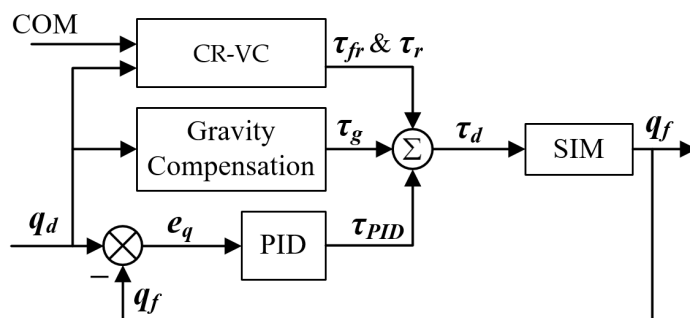 COM
CR-VC
τfr & τr
Gravity
Compensation
τg
Σ
τd
SIM
qf
qd
eq
PID
τPID
−
qf